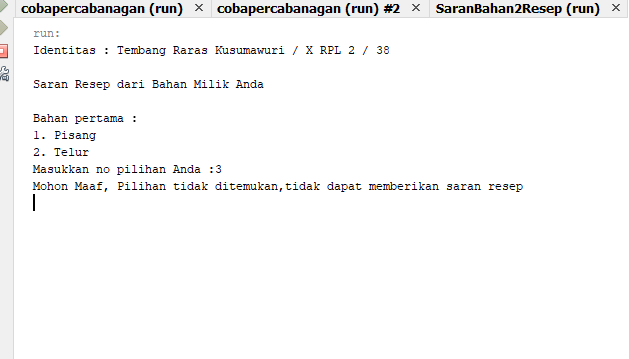 cobapercabanagan (run) × cobapercabanagan (run) #2 × SaranBahan2Resep (run) ×
run:
Identitas : Tembang Raras Kusumawuri / X RPL 2 / 38
Saran Resep dari Bahan Milik Anda
Bahan pertama :
1. Pisang
2. Telur
Masukkan no pilihan Anda :3
Mohon Maaf, Pilihan tidak ditemukan,tidak dapat memberikan saran resep